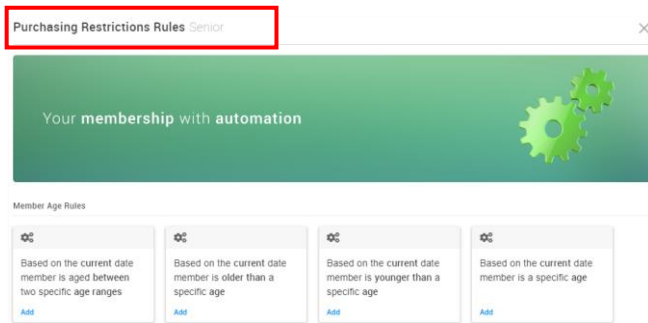 Purchasing Restrictions Rules Senior
Your membership with automation
Member Age Rules
Based on the current date
member is aged between
two specific age ranges
Add
Based on the current date
member is older than a
specific age
Add
Based on the current date
member is younger than a
specific age
Add
Based on the current date
member is a specific age
Add